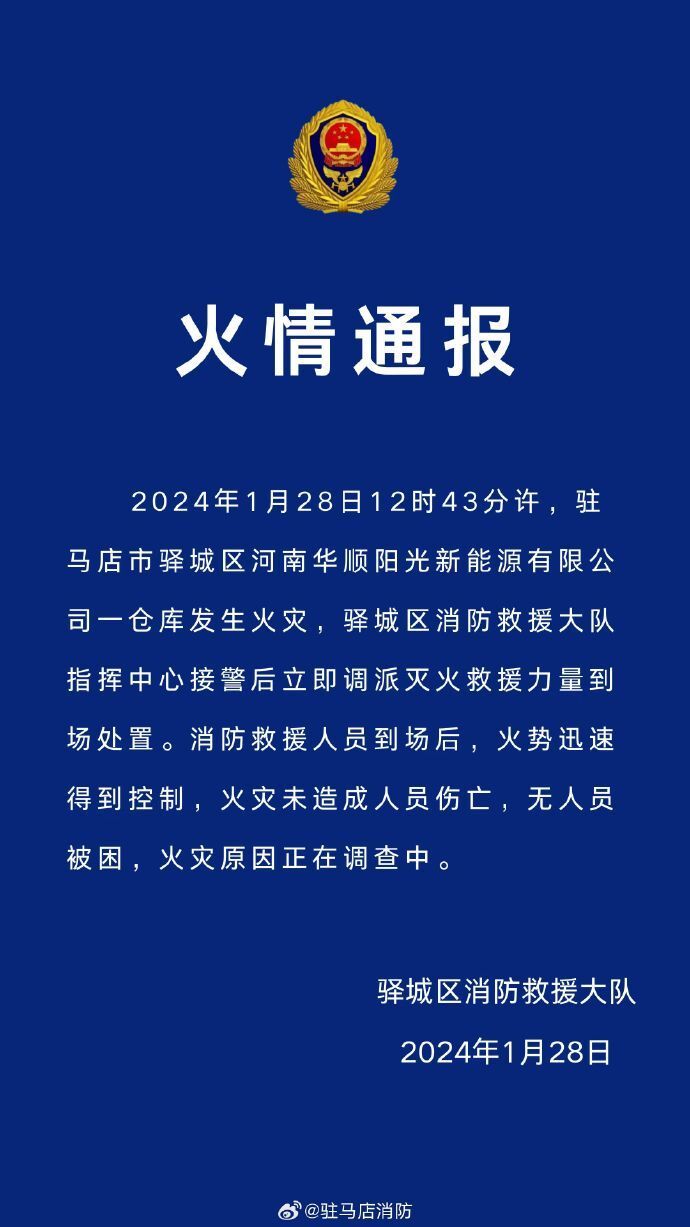 火情通报
2024年1月28日12时43分许，驻
马店市驿城区河南华顺阳光新能源有限公
司一仓库发生火灾，驿城区消防救援大队
指挥中心接警后立即调派灭火救援力量到
场处置。消防救援人员到场后，火势迅速
得到控制，火灾未造成人员伤亡，无人员
被困，火灾原因正在调查中。
驿城区消防救援大队
2024年1月28日
@驻马店消防